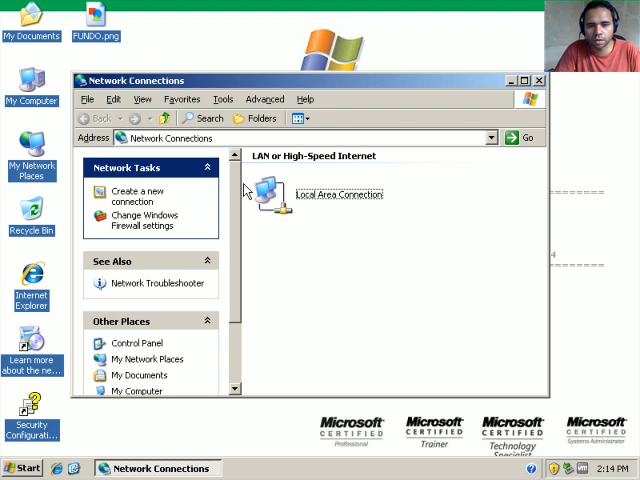 My Documents
FUNDO.png
My Computer
My Network
Places
Recycle Bin
Internet
Explorer
Learn more
about the ne...
Security
Configurati...
Network Connections
File
Edit
View
Favorites
Tools
Advanced
Help
Back
Search
Folders
Address
Network Connections
Go
Network Tasks
Create a new
connection
Change Windows
Firewall settings
See Also
Network Troubleshooter
Other Places
Control Panel
My Network Places
My Documents
My Computer
LAN or High-Speed Internet
Local Area Connection
4
Microsoft
CERTIFIED
Professional
Microsoft
CERTIFIED
Trainer
Microsoft
CERTIFIED
Technology
Specialist
Microsoft
CERTIFIED
Systems Administrator
Start
Network Connections
2:14 PM